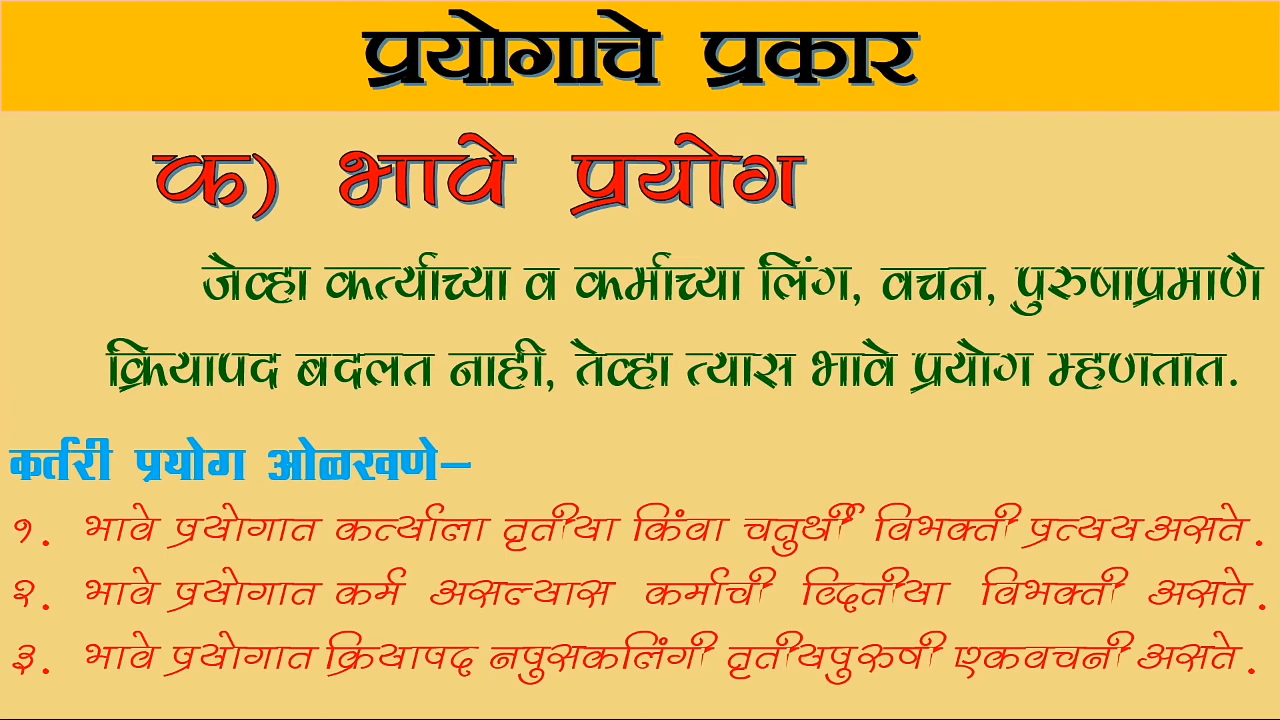 प्रयोगाचे प्रकार
क) भावे प्रयोग
जेव्हा कर्त्याच्या व कर्माच्या लिंग, वचन, पुरुषाप्रमाणे
क्रियापद बदलत नाही, तेव्हा त्यास भावे प्रयोग म्हणतात.
कर्तरी प्रयोग ओळखणे-
१. भावे प्रयोगात कर्त्याला तृतीया किंवा चतुर्थी विभक्ती प्रत्यय असते.
२. भावे प्रयोगात कर्म असल्यास कर्माची व्दितीया विभक्ती असते.
३. भावे प्रयोगात क्रियापद नपुसकलिंगी तृतीयपुरुषी एकवचनी असते.